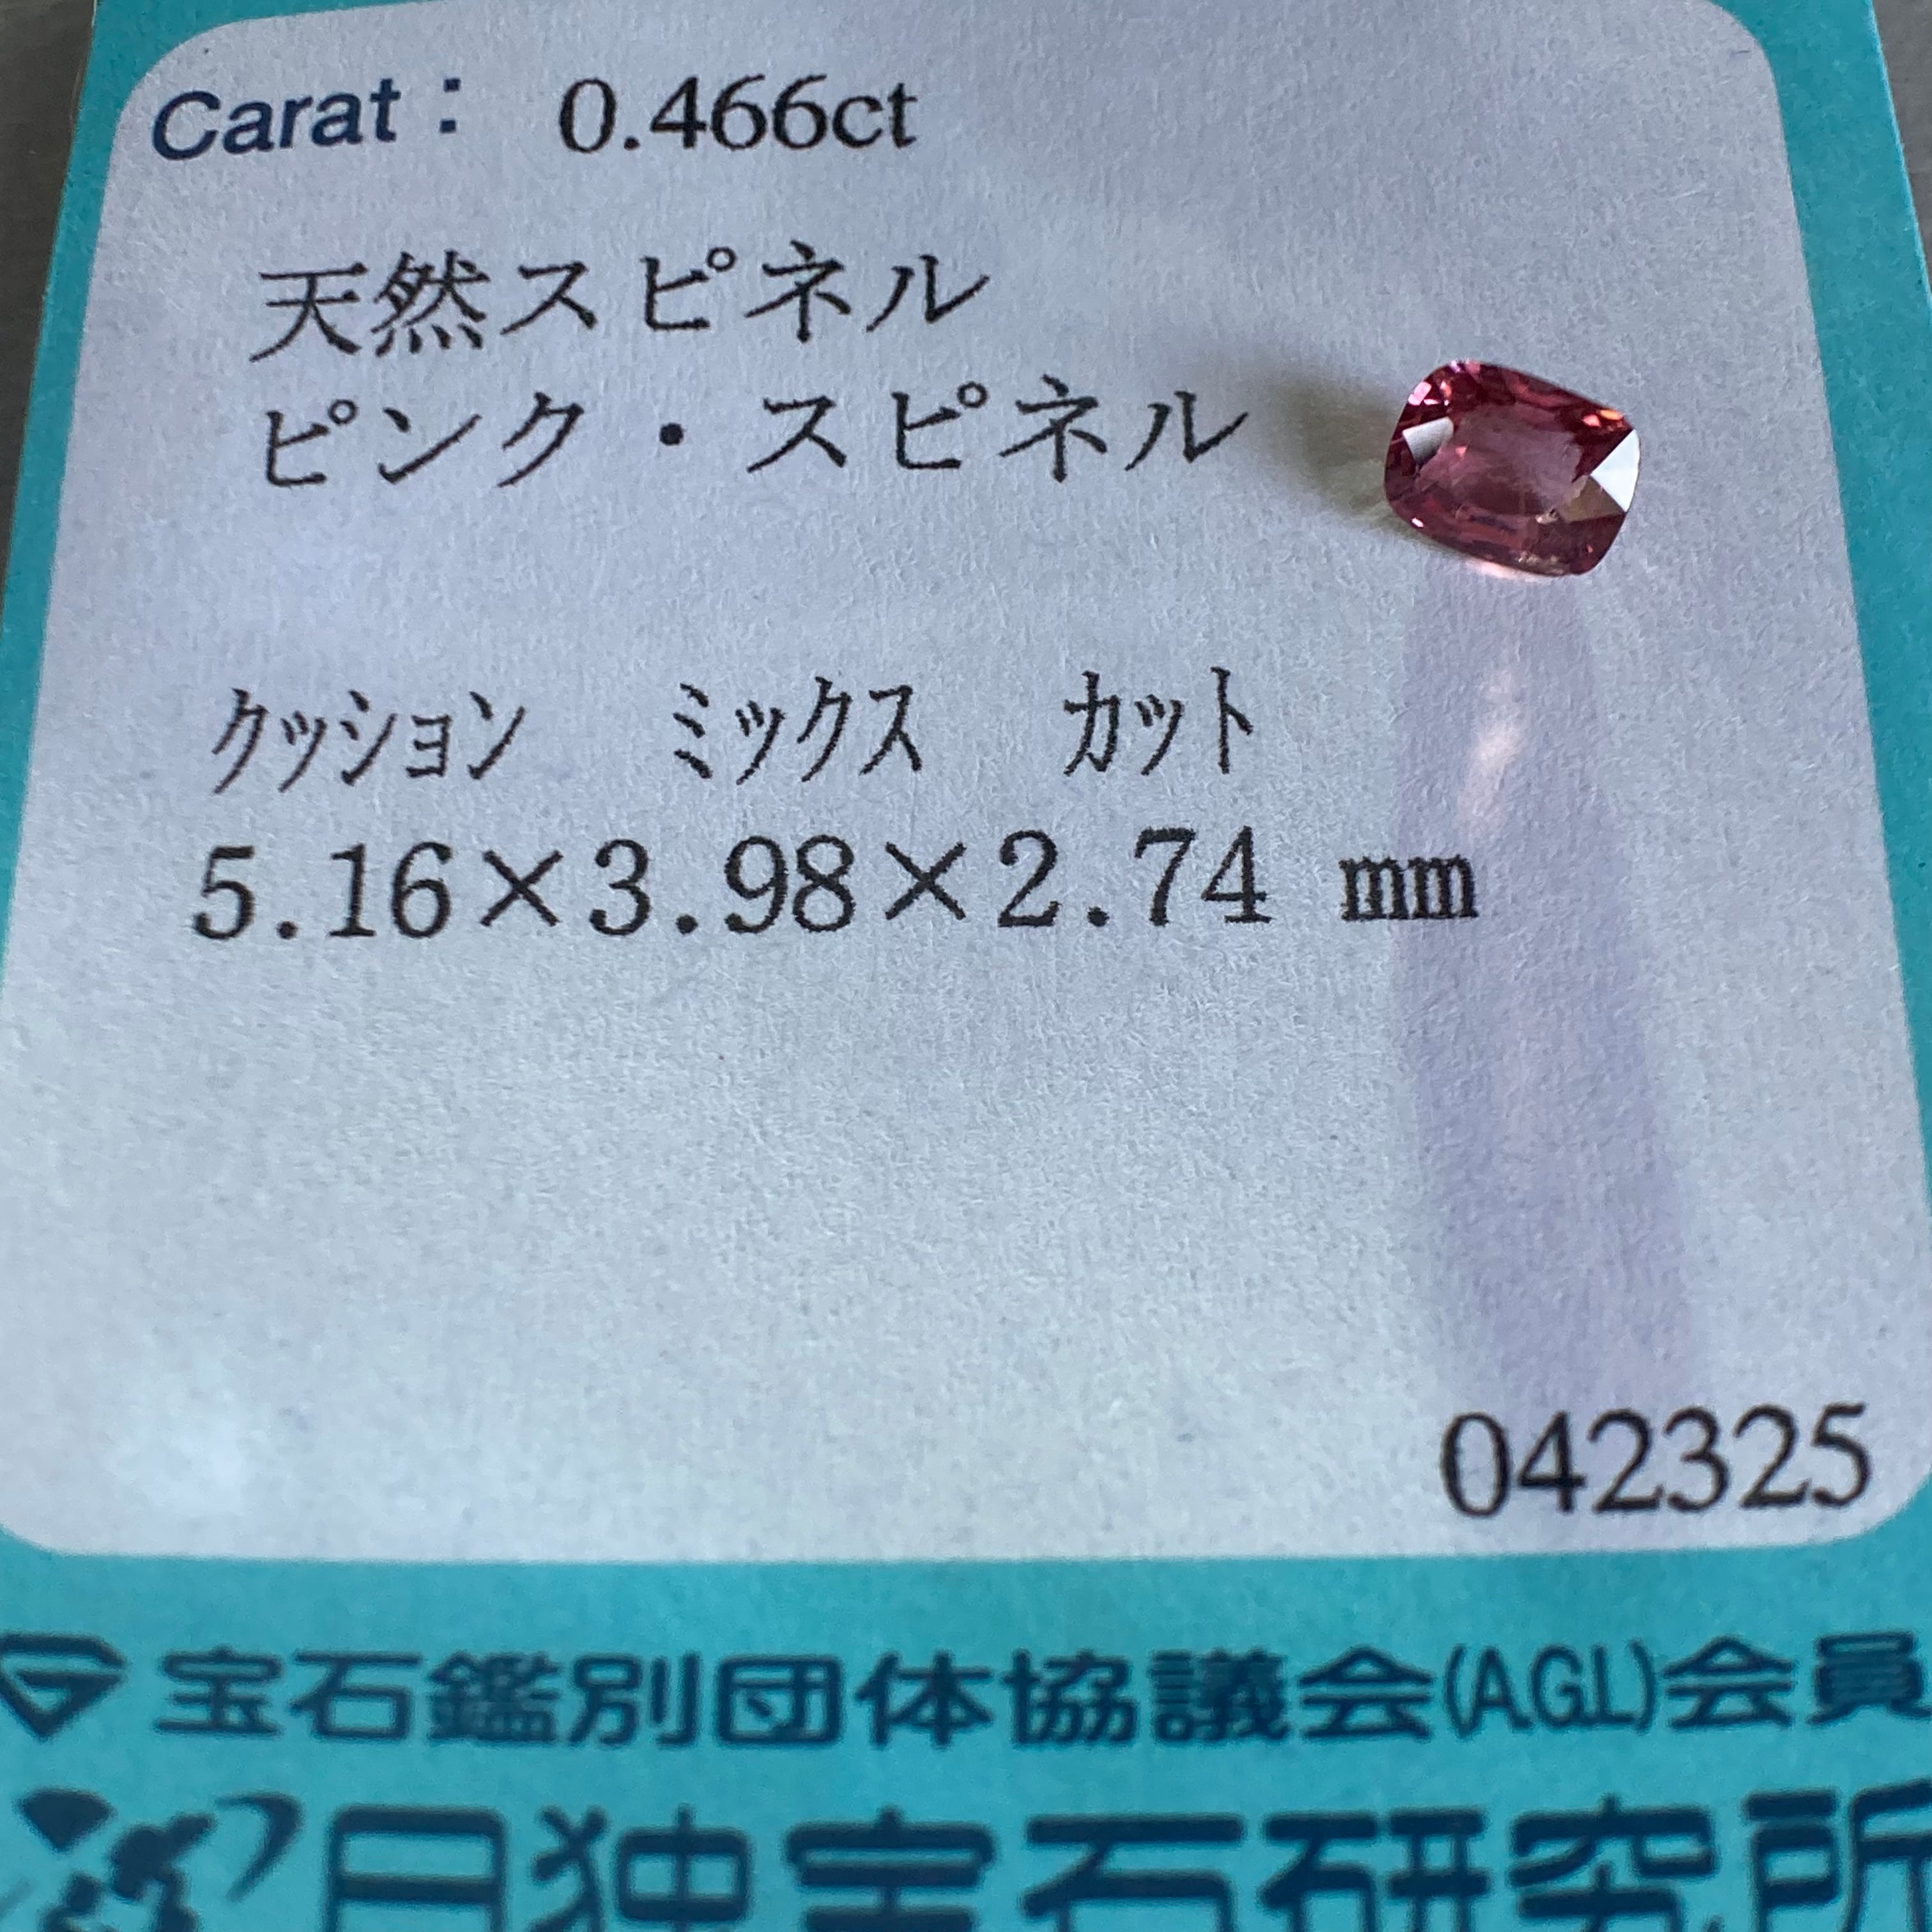 Carat： 0.466ct
天然スピネル
ピンク・スピネル
クッション ミックス カット
5.16×3.98×2.74 mm
042325
宝石鑑別団体協議会(AGL)会員
日独宝石研究所